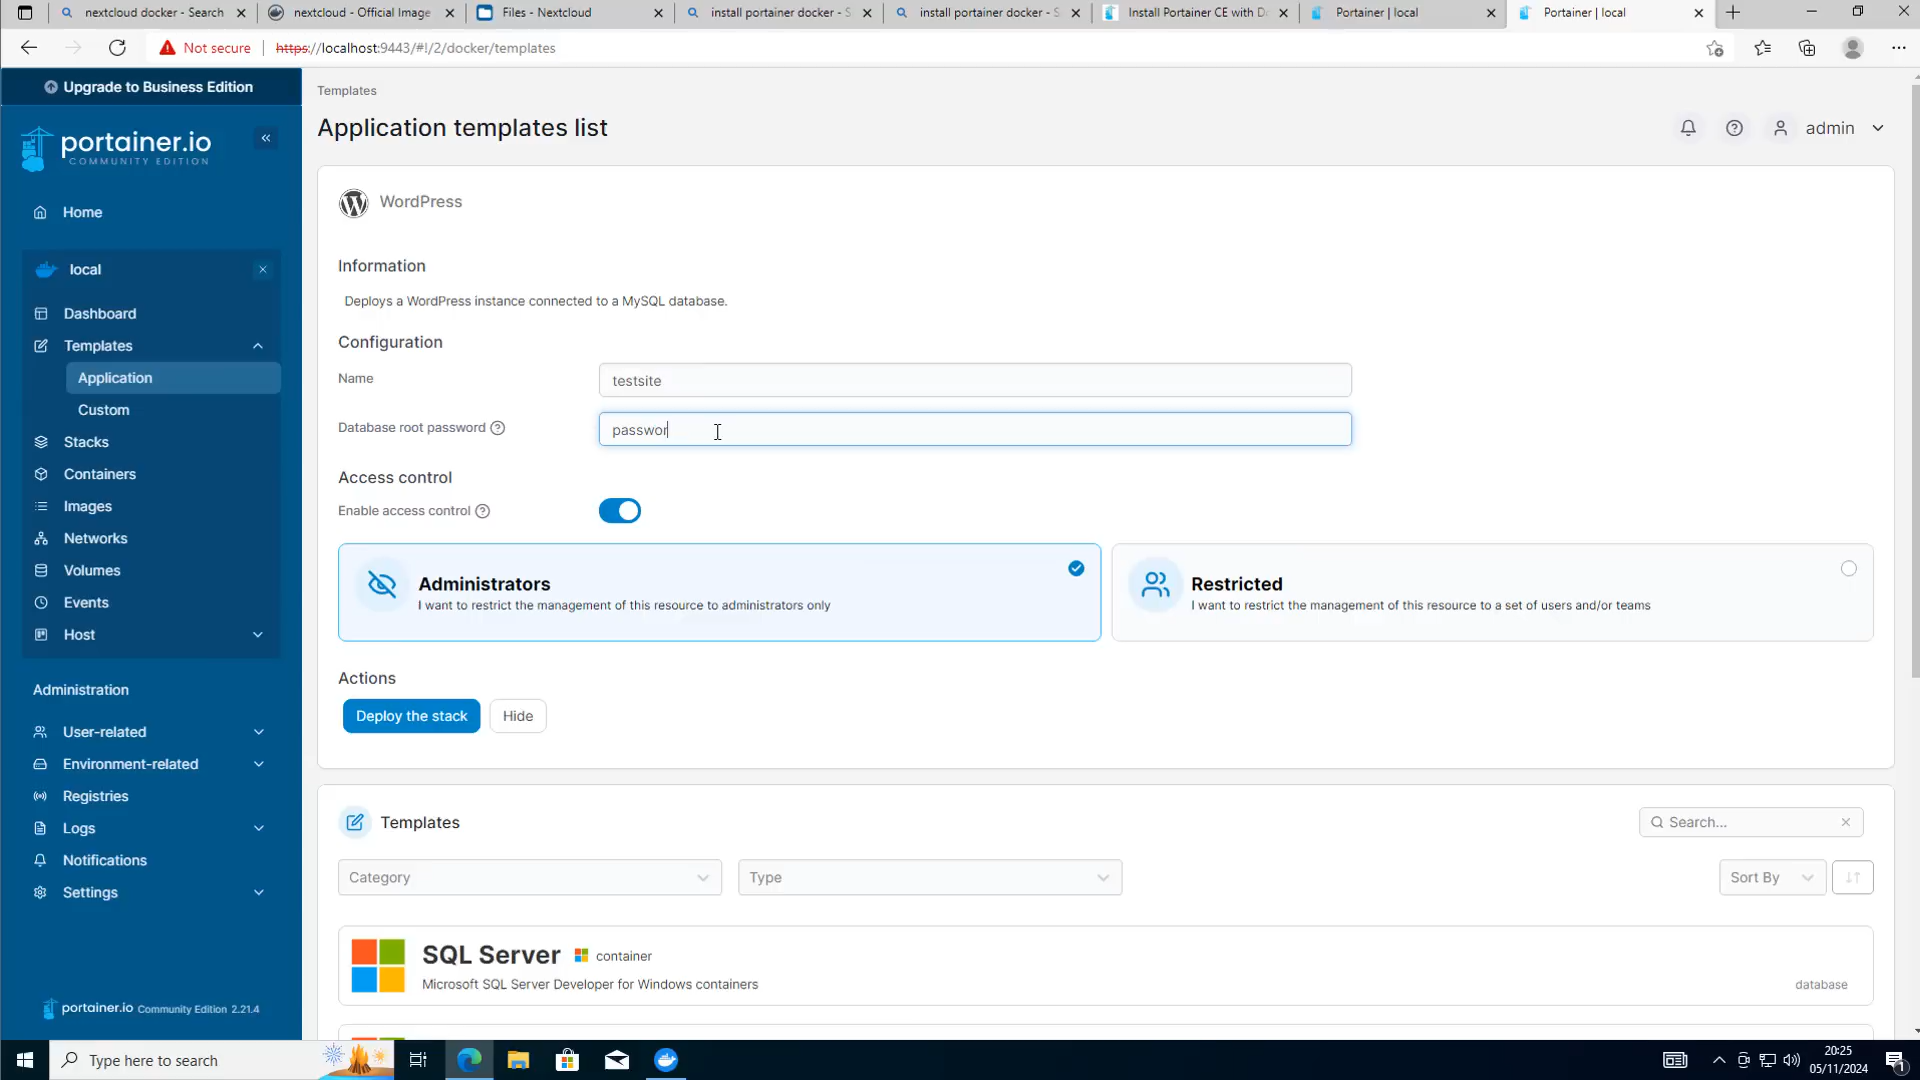 nextcloud docker - Search
nextcloud - Official Image
Files - Nextcloud
install portainer docker - S
install portainer docker - S
Install Portainer CE with Do
Portainer | local
Portainer | local
Not secure
https://localhost:9443/#!/2/docker/templates
Upgrade to Business Edition
portainer.io
COMMUNITY EDITION
Home
local
Dashboard
Templates
Application
Custom
Stacks
Containers
Images
Networks
Volumes
Events
Host
Administration
User-related
Environment-related
Registries
Logs
Notifications
Settings
portainer.io Community Edition 2.21.4
Templates
Application templates list
admin
WordPress
Information
Deploys a WordPress instance connected to a MySQL database.
Configuration
Name
testsite
Database root password
passwor
Access control
Enable access control
Administrators
I want to restrict the management of this resource to administrators only
Restricted
I want to restrict the management of this resource to a set of users and/or teams
Actions
Deploy the stack
Hide
Templates
Search...
Category
Type
Sort By
SQL Server
container
Microsoft SQL Server Developer for Windows containers
database
Type here to search
20:25
05/11/2024
1